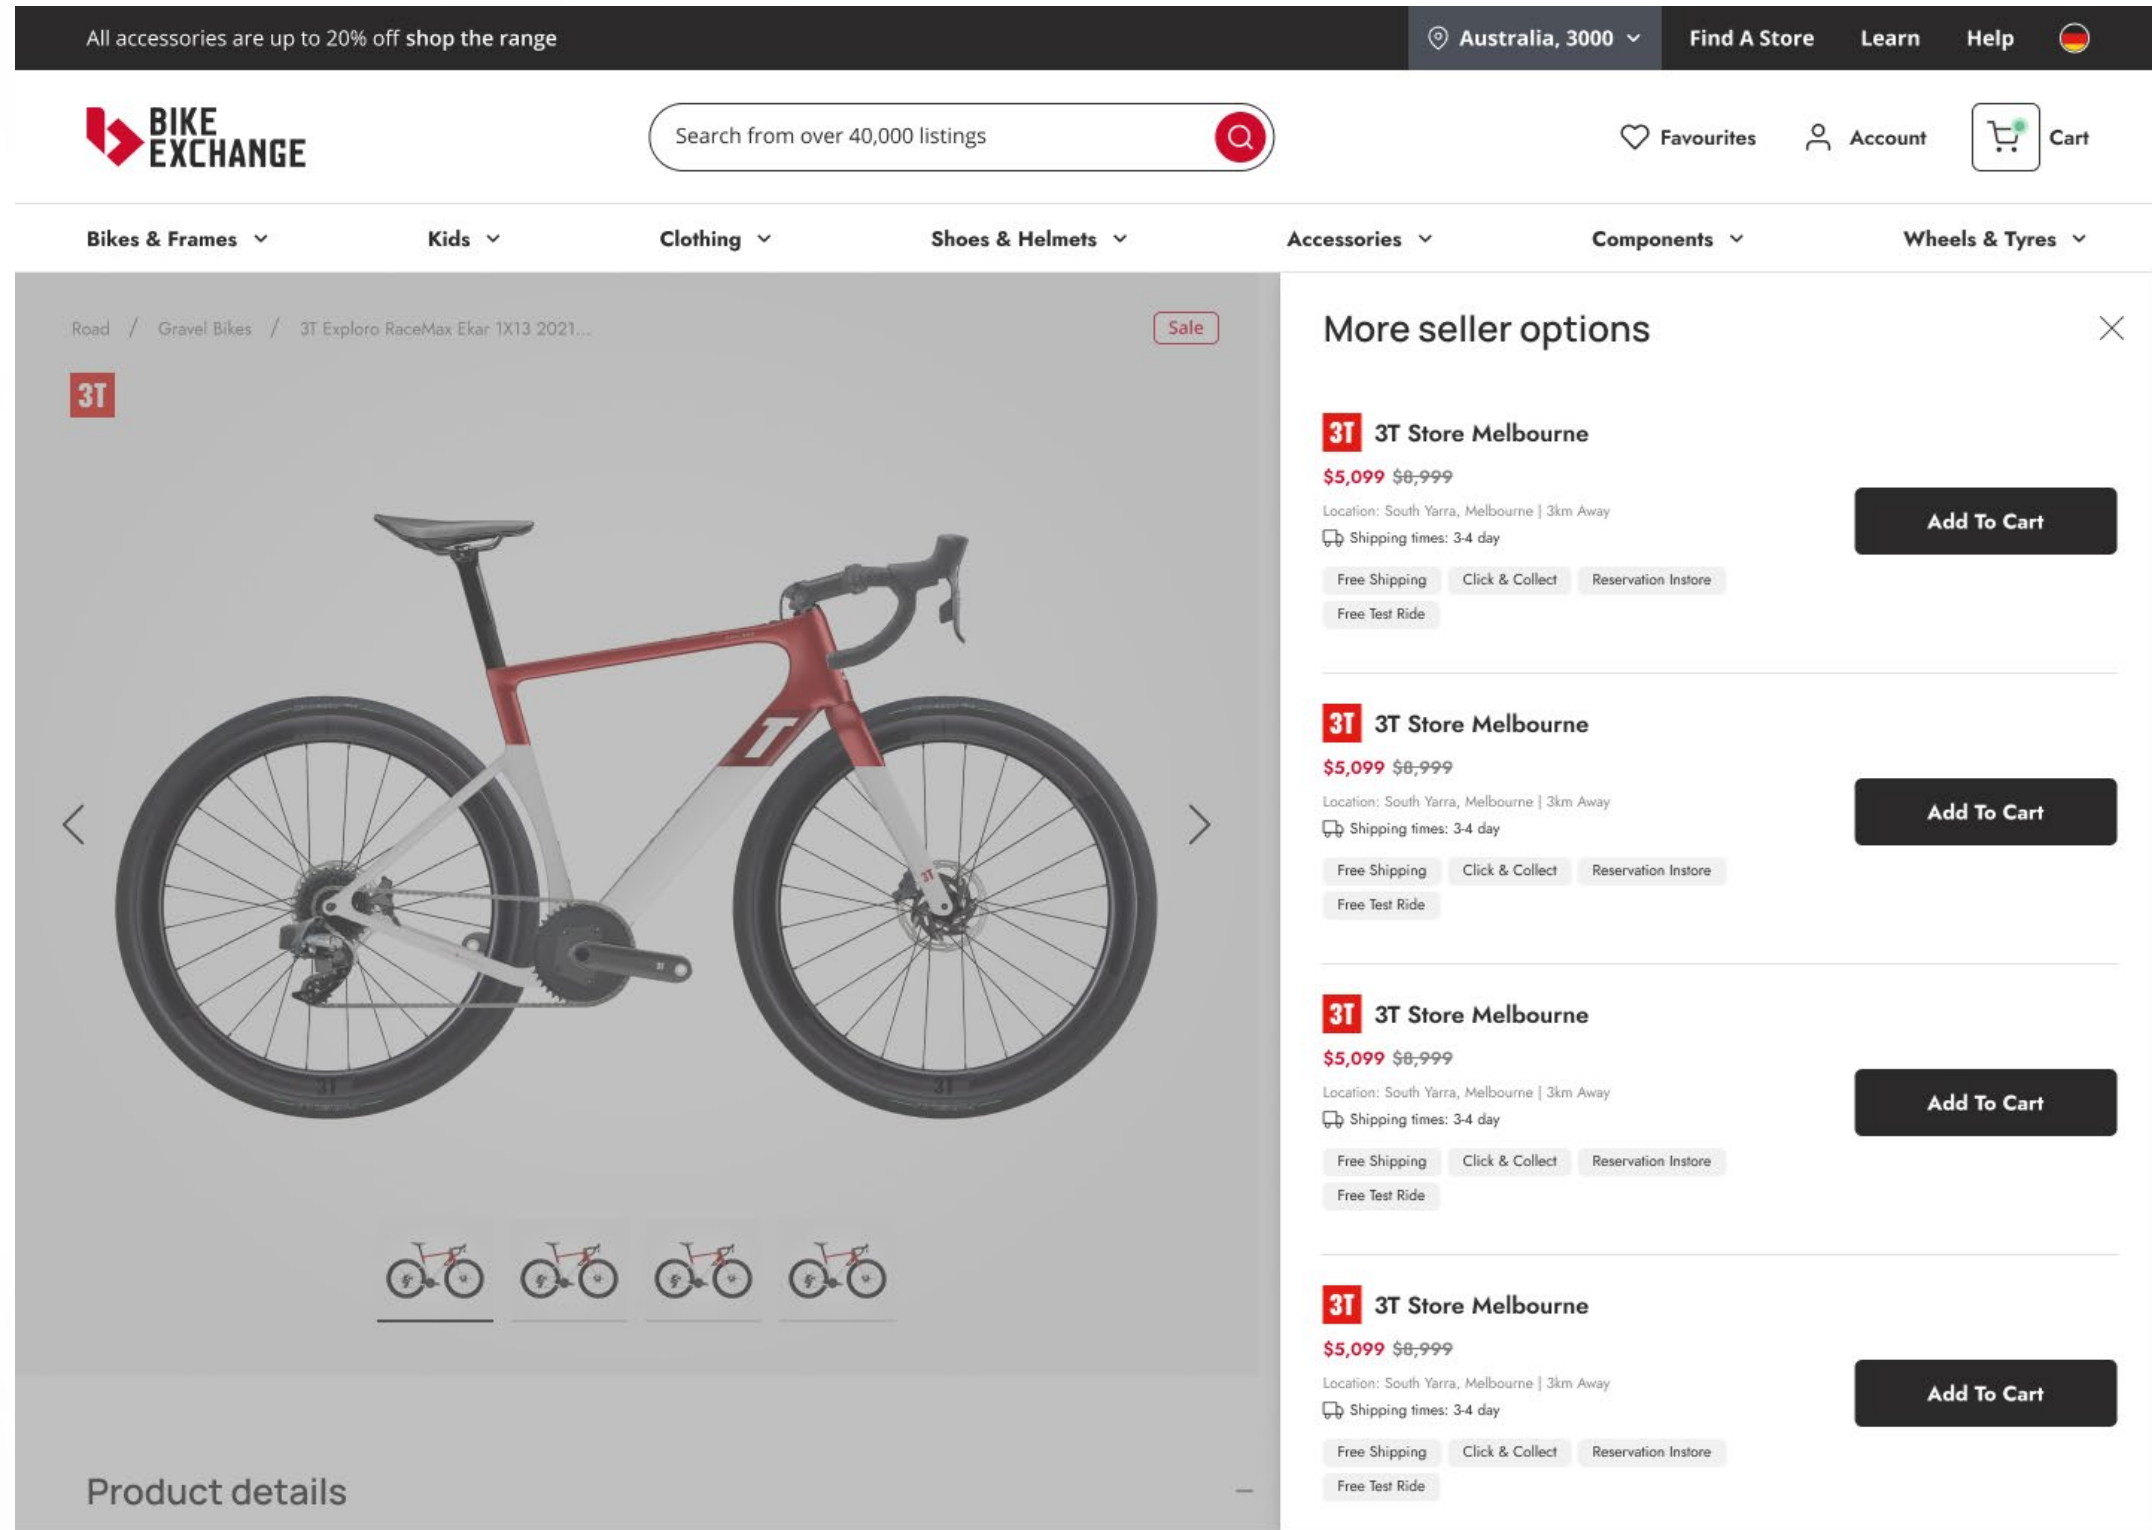 All accessories are up to 20% off shop the range
Australia, 3000
Find A Store
Learn
Help
BIKE
EXCHANGE
Search from over 40,000 listings
Favourites
Account
Cart
Bikes & Frames
Kids
Clothing
Shoes & Helmets
Accessories
Components
Wheels & Tyres
Road / Gravel Bikes / 3T Exploro RaceMax Ekar 1X13 2021...
Sale
3T
T
3T
3T
3T
3T
Product details
More seller options
3T 3T Store Melbourne
$5,099 $8,999
Location: South Yarra, Melbourne | 3km Away
Shipping times: 3-4 day
Add To Cart
Free Shipping
Click & Collect
Reservation Instore
Free Test Ride
3T 3T Store Melbourne
$5,099 $8,999
Location: South Yarra, Melbourne | 3km Away
Shipping times: 3-4 day
Add To Cart
Free Shipping
Click & Collect
Reservation Instore
Free Test Ride
3T 3T Store Melbourne
$5,099 $8,999
Location: South Yarra, Melbourne | 3km Away
Shipping times: 3-4 day
Add To Cart
Free Shipping
Click & Collect
Reservation Instore
Free Test Ride
3T 3T Store Melbourne
$5,099 $8,999
Location: South Yarra, Melbourne | 3km Away
Shipping times: 3-4 day
Add To Cart
Free Shipping
Click & Collect
Reservation Instore
Free Test Ride